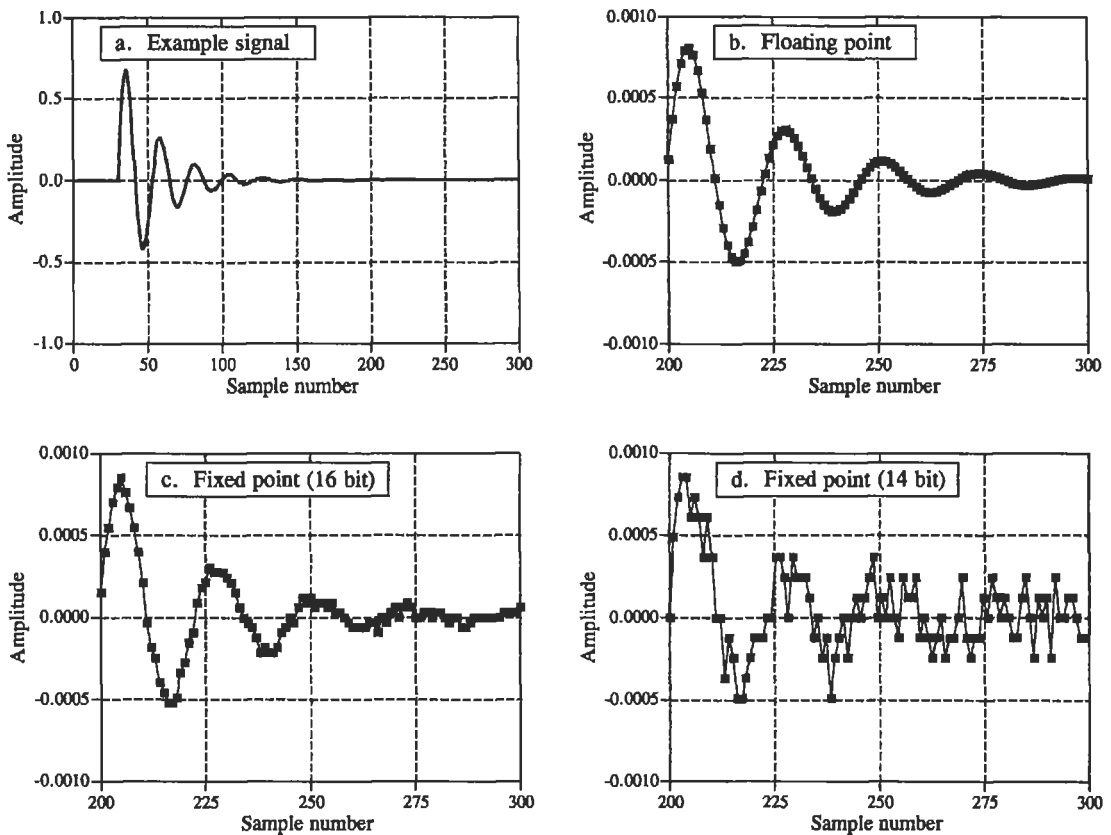 a. Example signal
1.0
0.5
0.0
-0.5
-1.0
Amplitude
0 50 100 150 200 250 300
Sample number
b. Floating point
0.0010
0.0005
0.0000
-0.0005
-0.0010
Amplitude
200 225 250 275 300
Sample number
c. Fixed point (16 bit)
0.0010
0.0005
0.0000
-0.0005
-0.0010
Amplitude
200 225 250 275 300
Sample number
d. Fixed point (14 bit)
0.0010
0.0005
0.0000
-0.0005
-0.0010
Amplitude
200 225 250 275 300
Sample number